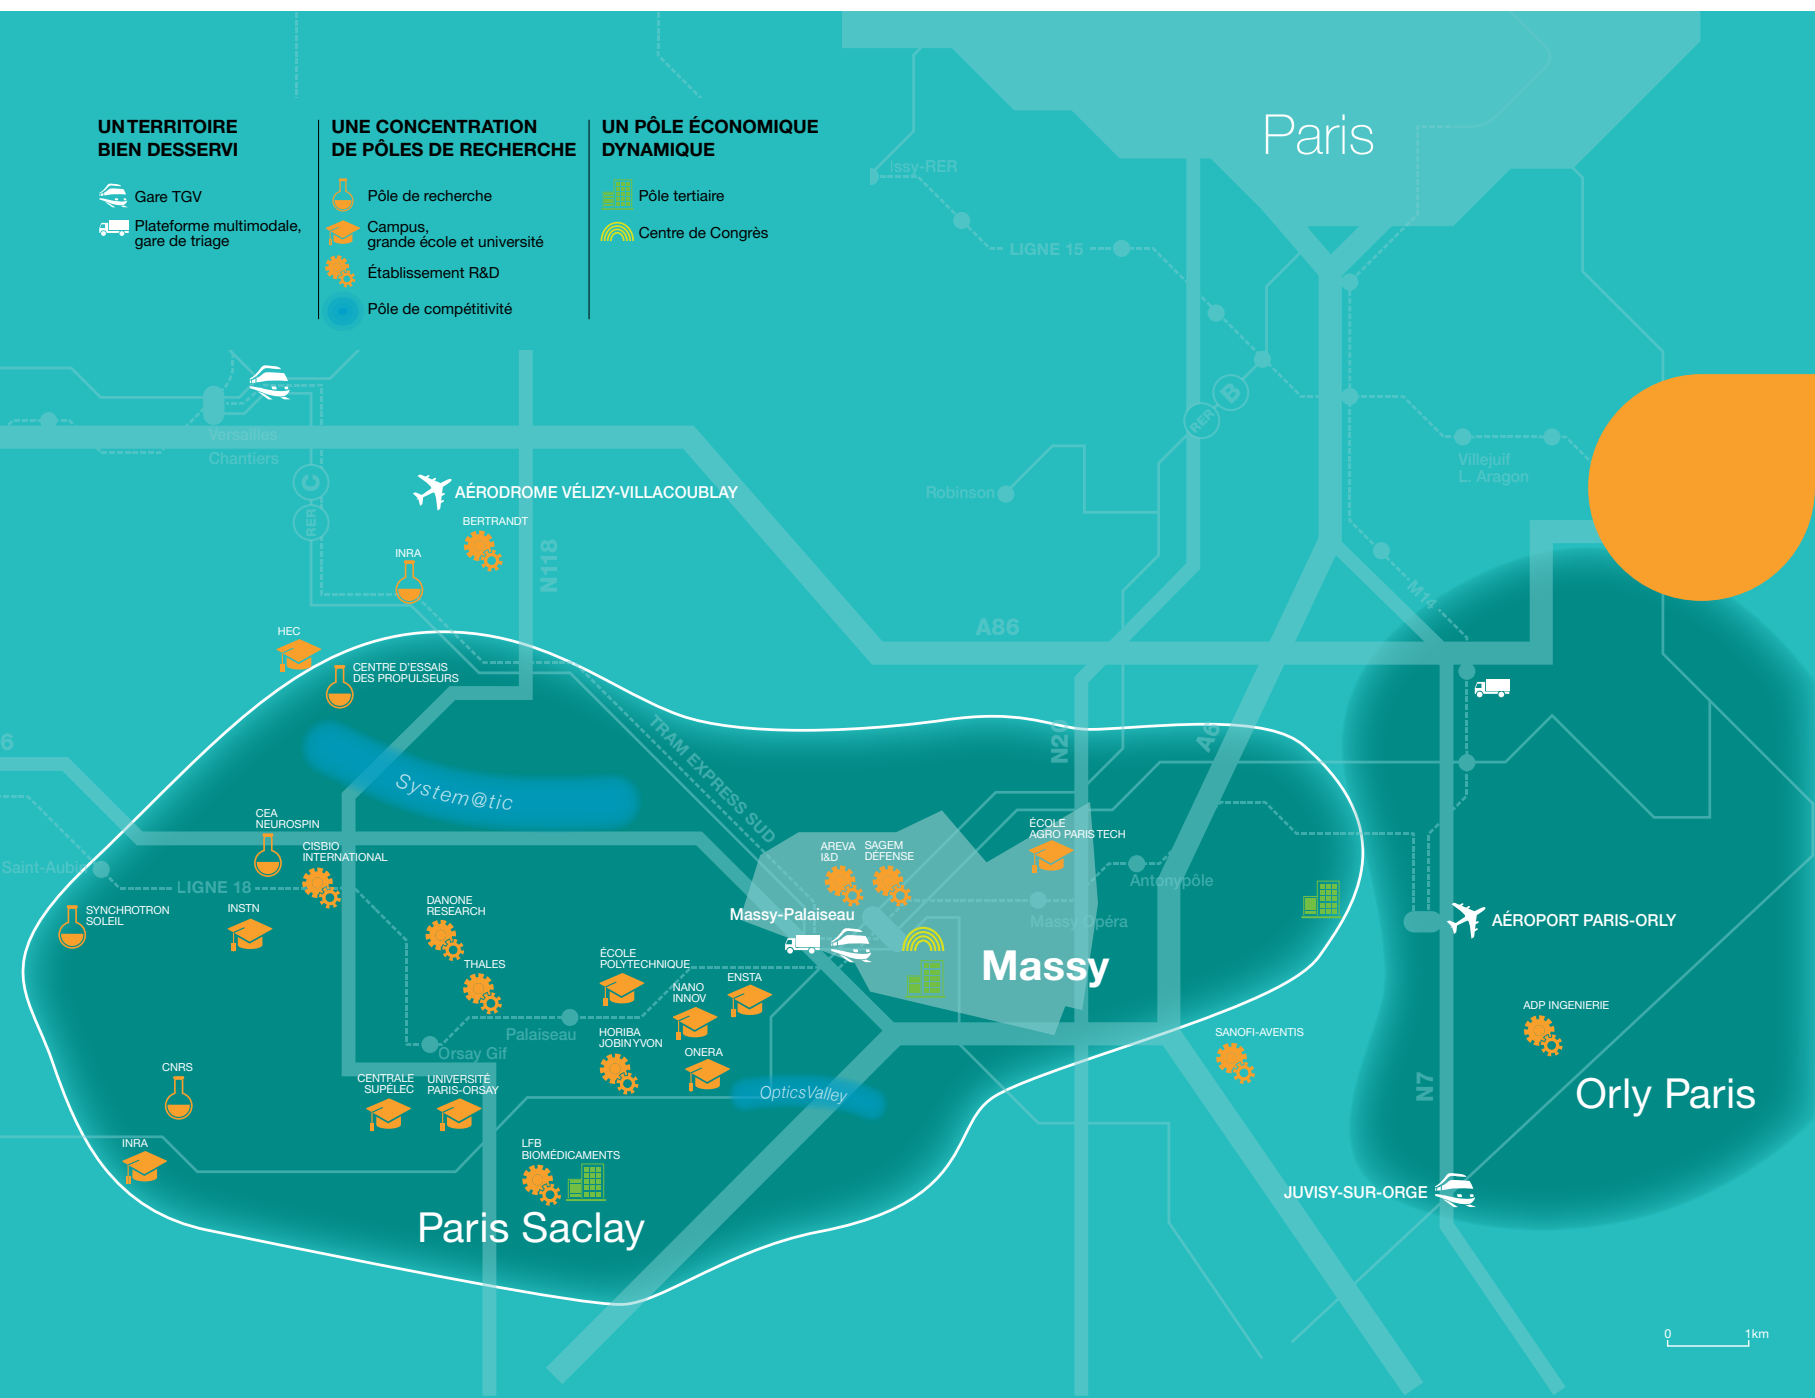 UN TERRITOIRE
BIEN DESSERVI
Gare TGV
Plateforme multimodale,
gare de triage
UNE CONCENTRATION
DE PÔLES DE RECHERCHE
Pôle de recherche
Campus,
grande école et université
Établissement R&D
Pôle de compétitivité
UN PÔLE ÉCONOMIQUE
DYNAMIQUE
Pôle tertiaire
Centre de Congrès
Paris
Issy-RER
LIGNE 15
RER B
Versailles
Chantiers
RER C
Villejuif
L. Aragon
Robinson
AÉRODROME VÉLIZY-VILLACOUBLAY
BERTRANDT
INRA
N118
M14
A86
HEC
CENTRE D'ESSAIS
DES PROPULSEURS
TRAM EXPRESS SUD
N20
A6
6
System@tic
CEA
NEUROSPIN
CISBIO
INTERNATIONAL
Saint-Aubin
LIGNE 18
SYNCHROTRON
SOLEIL
INSTN
DANONE
RESEARCH
THALES
AREVA
I&D
SAGEM
DÉFENSE
ÉCOLE
AGRO PARIS TECH
Antonypôle
Massy-Palaiseau
Massy Opéra
Massy
AÉROPORT PARIS-ORLY
ÉCOLE
POLYTECHNIQUE
NANO
INNOV
ENSTA
Palaiseau
Orsay Gif
HORIBA
JOBIN YVON
ONERA
SANOFI-AVENTIS
ADP INGENIERIE
CNRS
CENTRALE
SUPÉLEC
UNIVERSITÉ
PARIS-ORSAY
OpticsValley
N7
Orly Paris
INRA
LFB
BIOMÉDICAMENTS
JUVISY-SUR-ORGE
Paris Saclay
0 1km